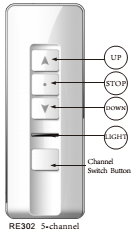 UP
STOP
DOWN
LIGHT
Channel
Switch Button
RE302 5•channel